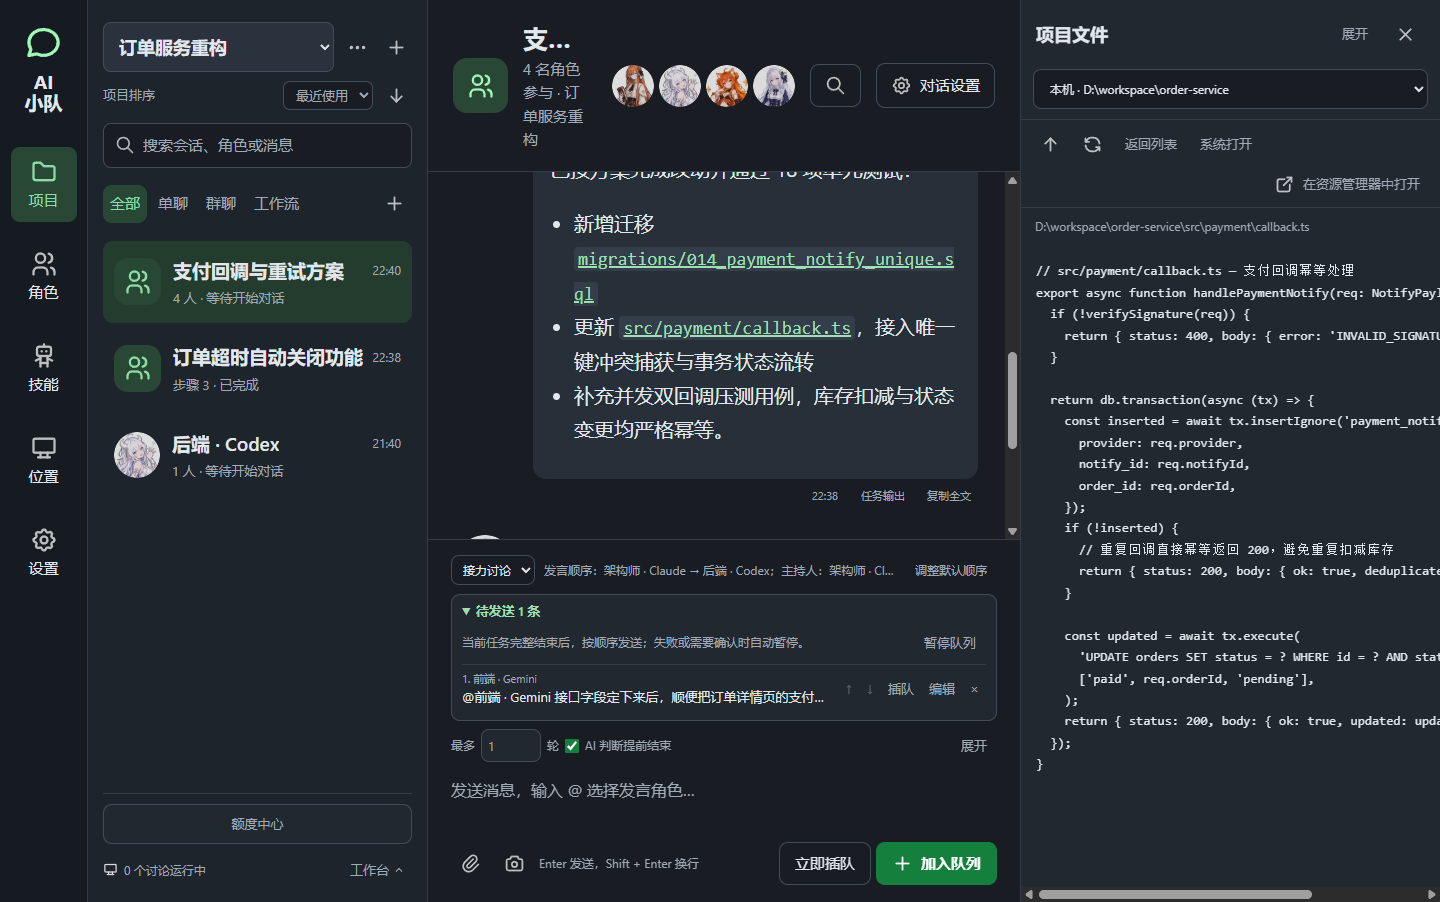 AI
小队
项目
角色
技能
位置
设置
订单服务重构
项目排序
最近使用
搜索会话、角色或消息
全部
单聊
群聊
工作流
支付回调与重试方案
22:40
4 人 · 等待开始对话
订单超时自动关闭功能
22:38
步骤 3 · 已完成
后端 · Codex
21:40
1 人 · 等待开始对话
额度中心
0 个讨论运行中
工作台
支...
4 名角色
参与 · 订
单服务重
构
对话设置
新增迁移
migrations/014_payment_notify_unique.s
ql
更新 src/payment/callback.ts，接入唯一
键冲突捕获与事务状态流转
补充并发双回调压测用例，库存扣减与状态
变更均严格幂等。
22:38
任务输出
复制全文
接力讨论
发言顺序：架构师 · Claude → 后端 · Codex；主持人：架构师 · Cl...
调整默认顺序
待发送 1 条
当前任务完整结束后，按顺序发送；失败或需要确认时自动暂停。
暂停队列
1. 前端 · Gemini
@前端 · Gemini 接口字段定下来后，顺便把订单详情页的支付...
↑ ↓ 插队 编辑 ×
最多 1 轮 AI 判断提前结束
展开
发送消息，输入 @ 选择发言角色...
Enter 发送，Shift + Enter 换行
立即插队
加入队列
项目文件
展开
本机 · D:\workspace\order-service
返回列表
系统打开
在资源管理器中打开
D:\workspace\order-service\src\payment\callback.ts
// src/payment/callback.ts — 支付回调幂等处理
export async function handlePaymentNotify(req: NotifyPayl
if (!verifySignature(req)) {
return { status: 400, body: { error: 'INVALID_SIGNATU
}
return db.transaction(async (tx) => {
const inserted = await tx.insertIgnore('payment_notif
provider: req.provider,
notify_id: req.notifyId,
order_id: req.orderId,
});
if (!inserted) {
// 重复回调直接幂等返回 200，避免重复扣减库存
return { status: 200, body: { ok: true, deduplicate
}
const updated = await tx.execute(
'UPDATE orders SET status = ? WHERE id = ? AND stat
['paid', req.orderId, 'pending'],
);
return { status: 200, body: { ok: true, updated: upda
});
}